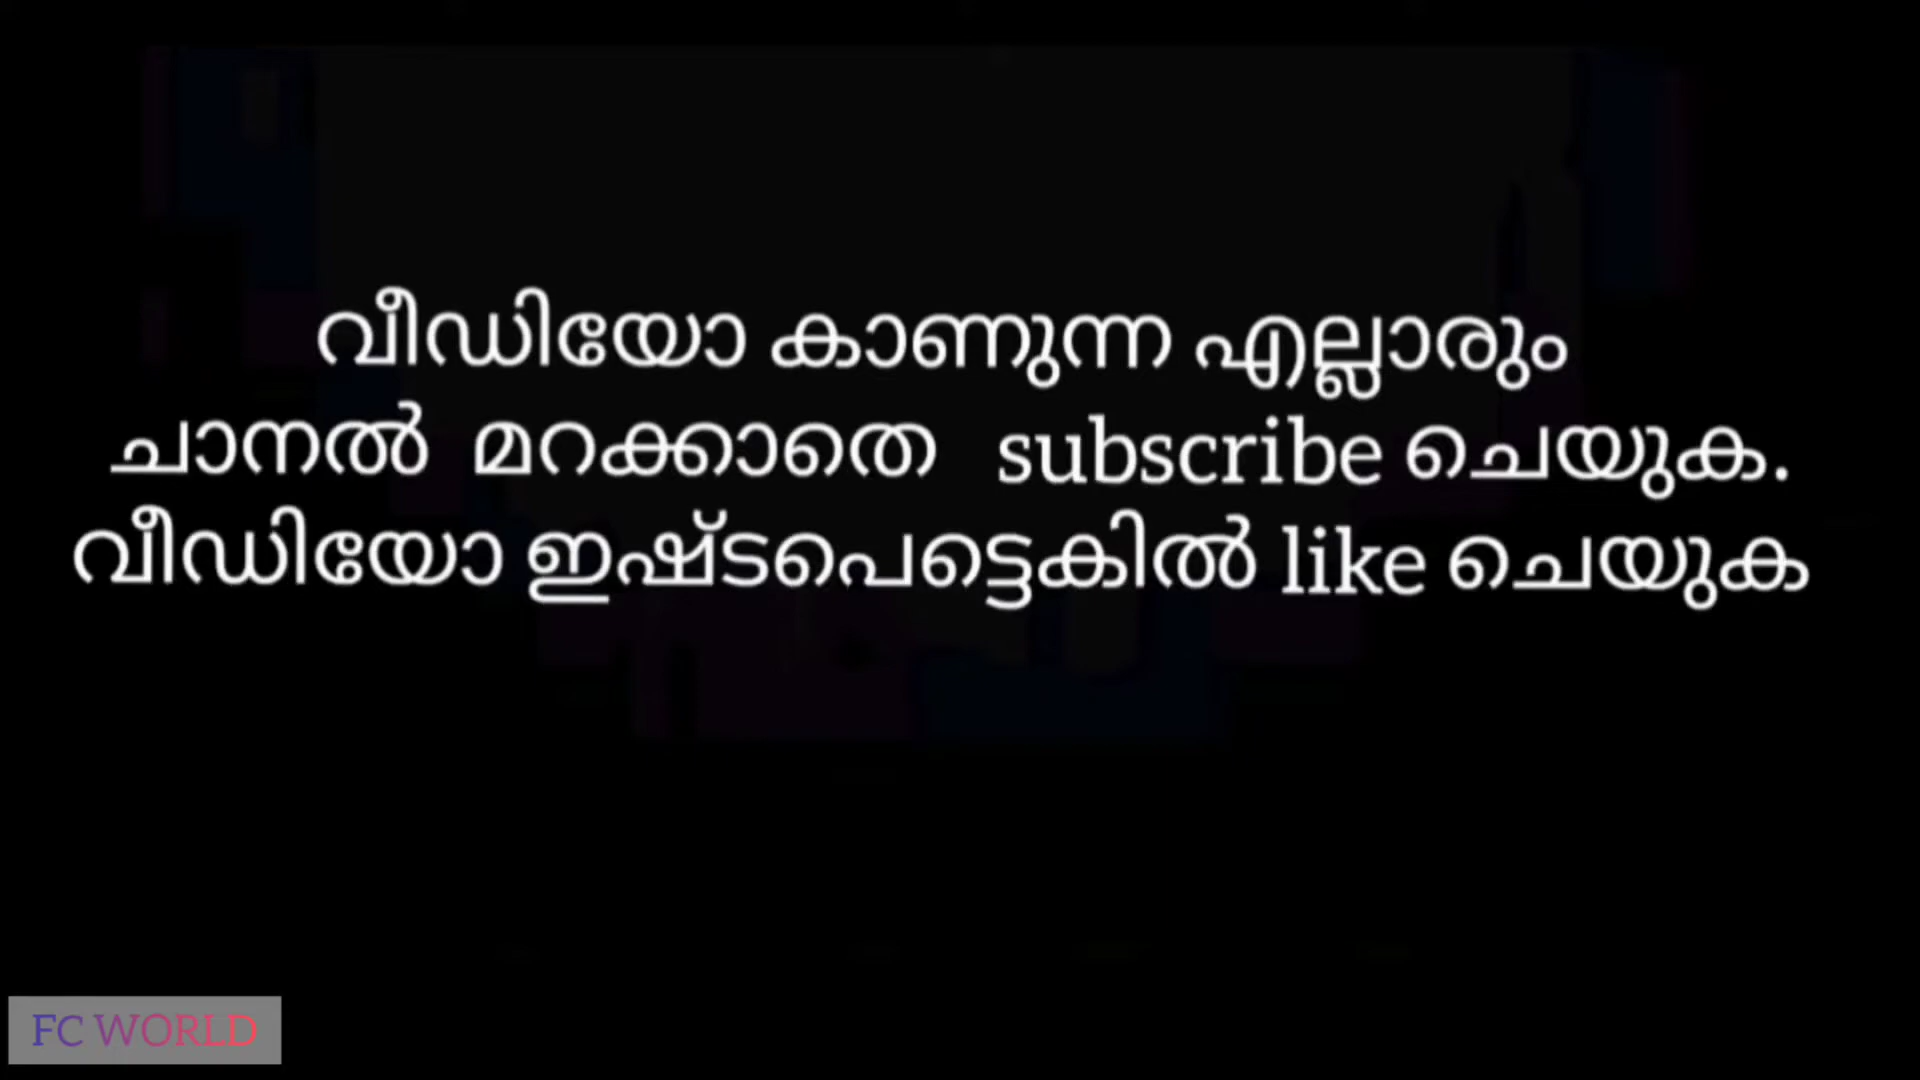 വീഡിയോ കാണുന്ന എല്ലാരും
ചാനൽ മറക്കാതെ subscribe ചെയുക.
വീഡിയോ ഇഷ്ടപെട്ടെകിൽ like ചെയുക
FC WORLD